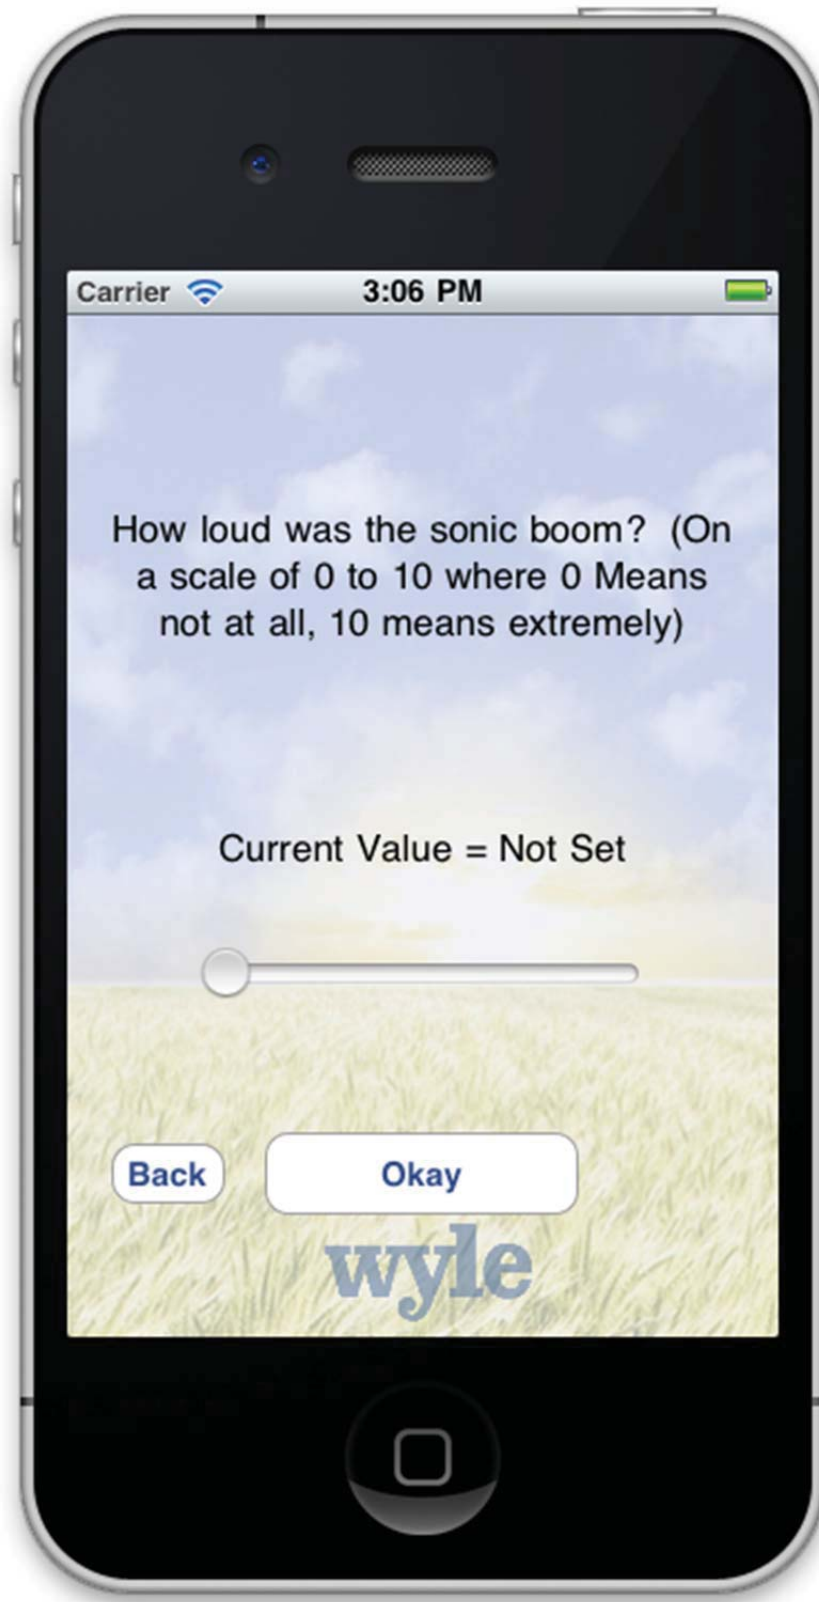 Carrier 3:06 PM
How loud was the sonic boom?  (On
a scale of 0 to 10 where 0 Means
not at all, 10 means extremely)
Current Value = Not Set
Back Okay
wyle